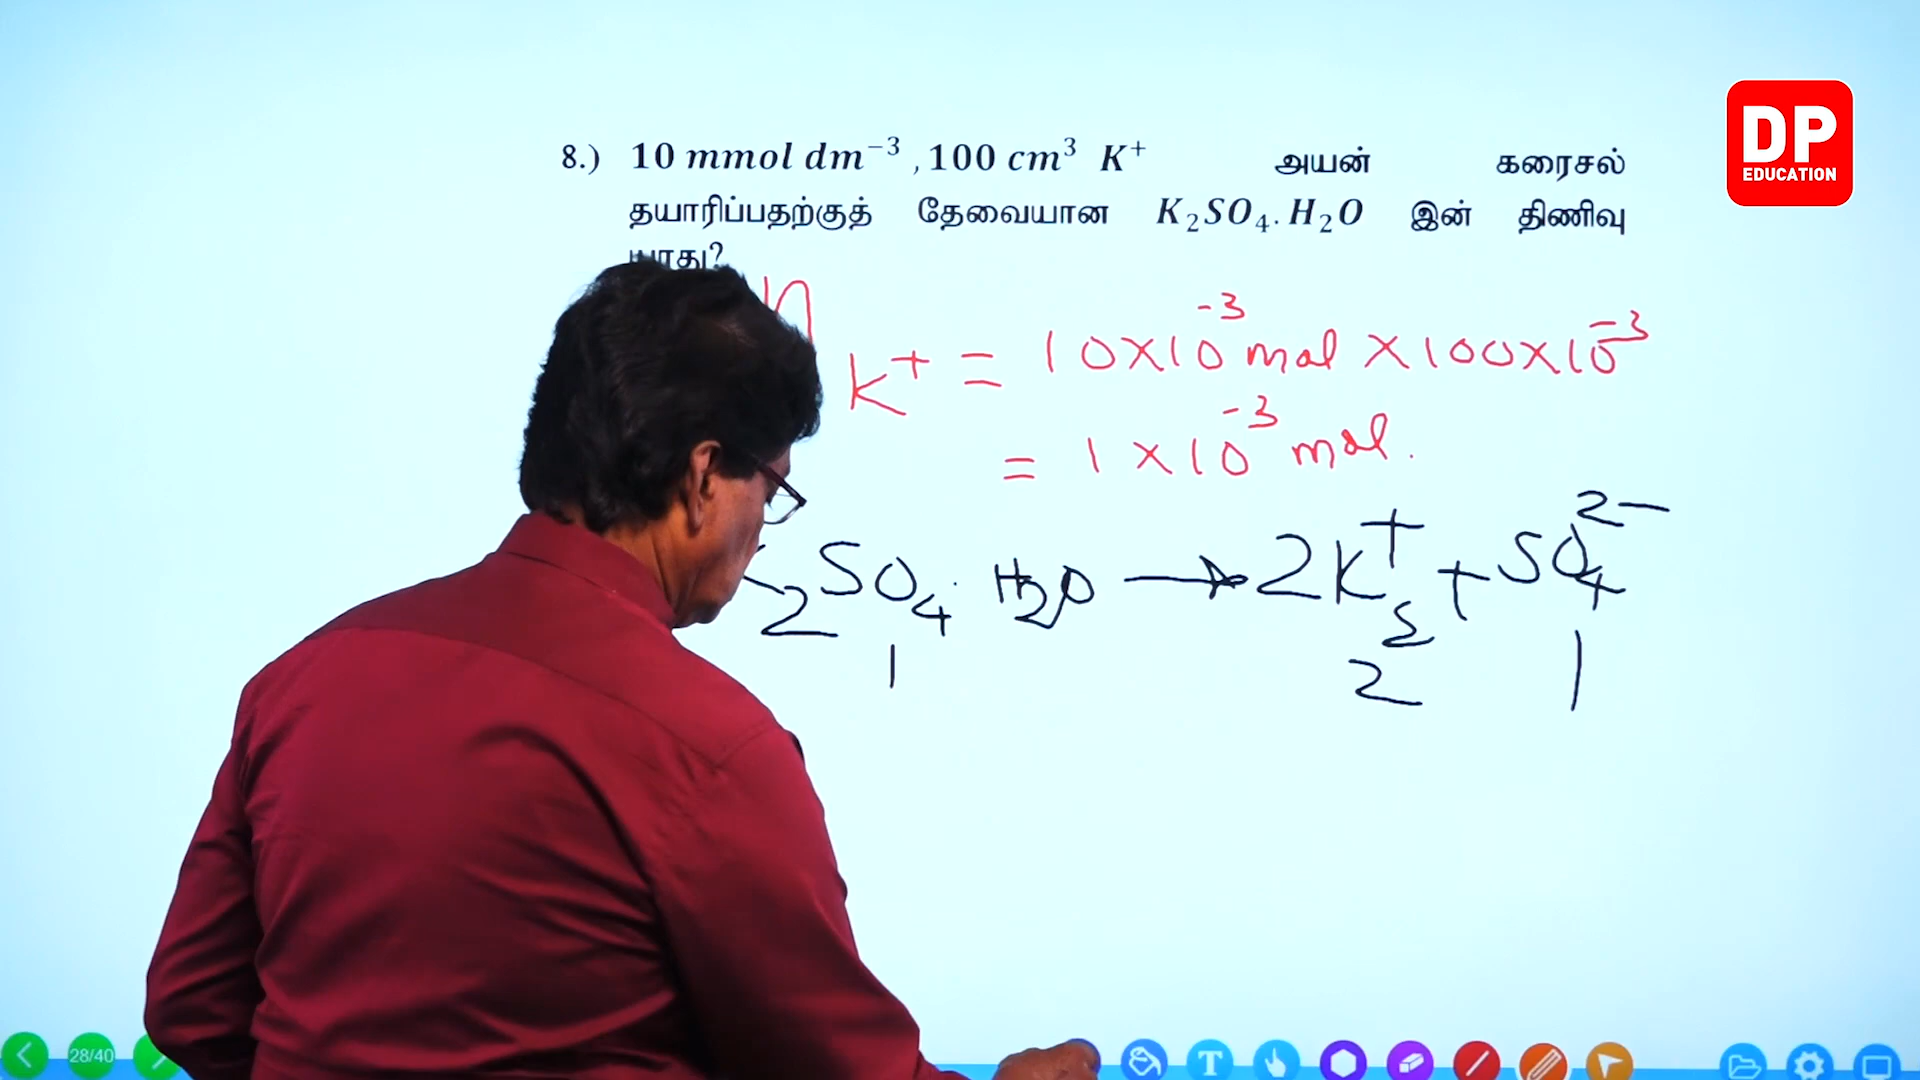 DP
EDUCATION
8.) 10 mmol dm⁻³ , 100 cm³ K⁺ அயன் கரைசல்
தயாரிப்பதற்குத் தேவையான K₂SO₄.H₂O இன் திணிவு
யாது?
n K⁺ = 10×10⁻³ mol ×100×10⁻³
= 1×10⁻³ mol.
₂SO₄. H₂O → 2K⁺ + SO₄²⁻
1 2 1
28/40
T